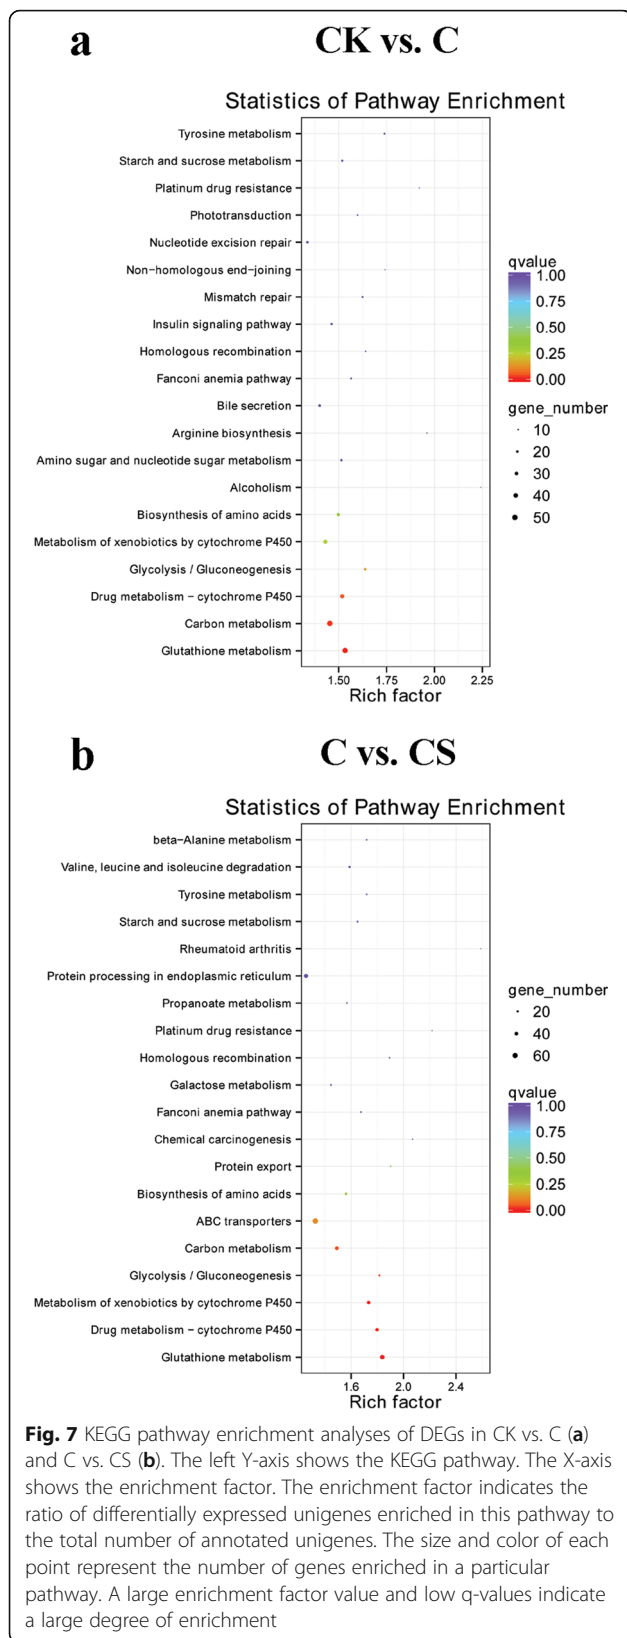 a
CK vs. C
Statistics of Pathway Enrichment
Tyrosine metabolism
Starch and sucrose metabolism
Platinum drug resistance
Phototransduction
Nucleotide excision repair
Non−homologous end−joining
Mismatch repair
Insulin signaling pathway
Homologous recombination
Fanconi anemia pathway
Bile secretion
Arginine biosynthesis
Amino sugar and nucleotide sugar metabolism
Alcoholism
Biosynthesis of amino acids
Metabolism of xenobiotics by cytochrome P450
Glycolysis / Gluconeogenesis
Drug metabolism − cytochrome P450
Carbon metabolism
Glutathione metabolism
1.50 1.75 2.00 2.25
Rich factor
qvalue
1.00
0.75
0.50
0.25
0.00
gene_number
10
20
30
40
50
b
C vs. CS
Statistics of Pathway Enrichment
beta−Alanine metabolism
Valine, leucine and isoleucine degradation
Tyrosine metabolism
Starch and sucrose metabolism
Rheumatoid arthritis
Protein processing in endoplasmic reticulum
Propanoate metabolism
Platinum drug resistance
Homologous recombination
Galactose metabolism
Fanconi anemia pathway
Chemical carcinogenesis
Protein export
Biosynthesis of amino acids
ABC transporters
Carbon metabolism
Glycolysis / Gluconeogenesis
Metabolism of xenobiotics by cytochrome P450
Drug metabolism − cytochrome P450
Glutathione metabolism
1.6 2.0 2.4
Rich factor
gene_number
20
40
60
qvalue
1.00
0.75
0.50
0.25
0.00
Fig. 7 KEGG pathway enrichment analyses of DEGs in CK vs. C (a)
and C vs. CS (b). The left Y-axis shows the KEGG pathway. The X-axis
shows the enrichment factor. The enrichment factor indicates the
ratio of differentially expressed unigenes enriched in this pathway to
the total number of annotated unigenes. The size and color of each
point represent the number of genes enriched in a particular
pathway. A large enrichment factor value and low q-values indicate
a large degree of enrichment